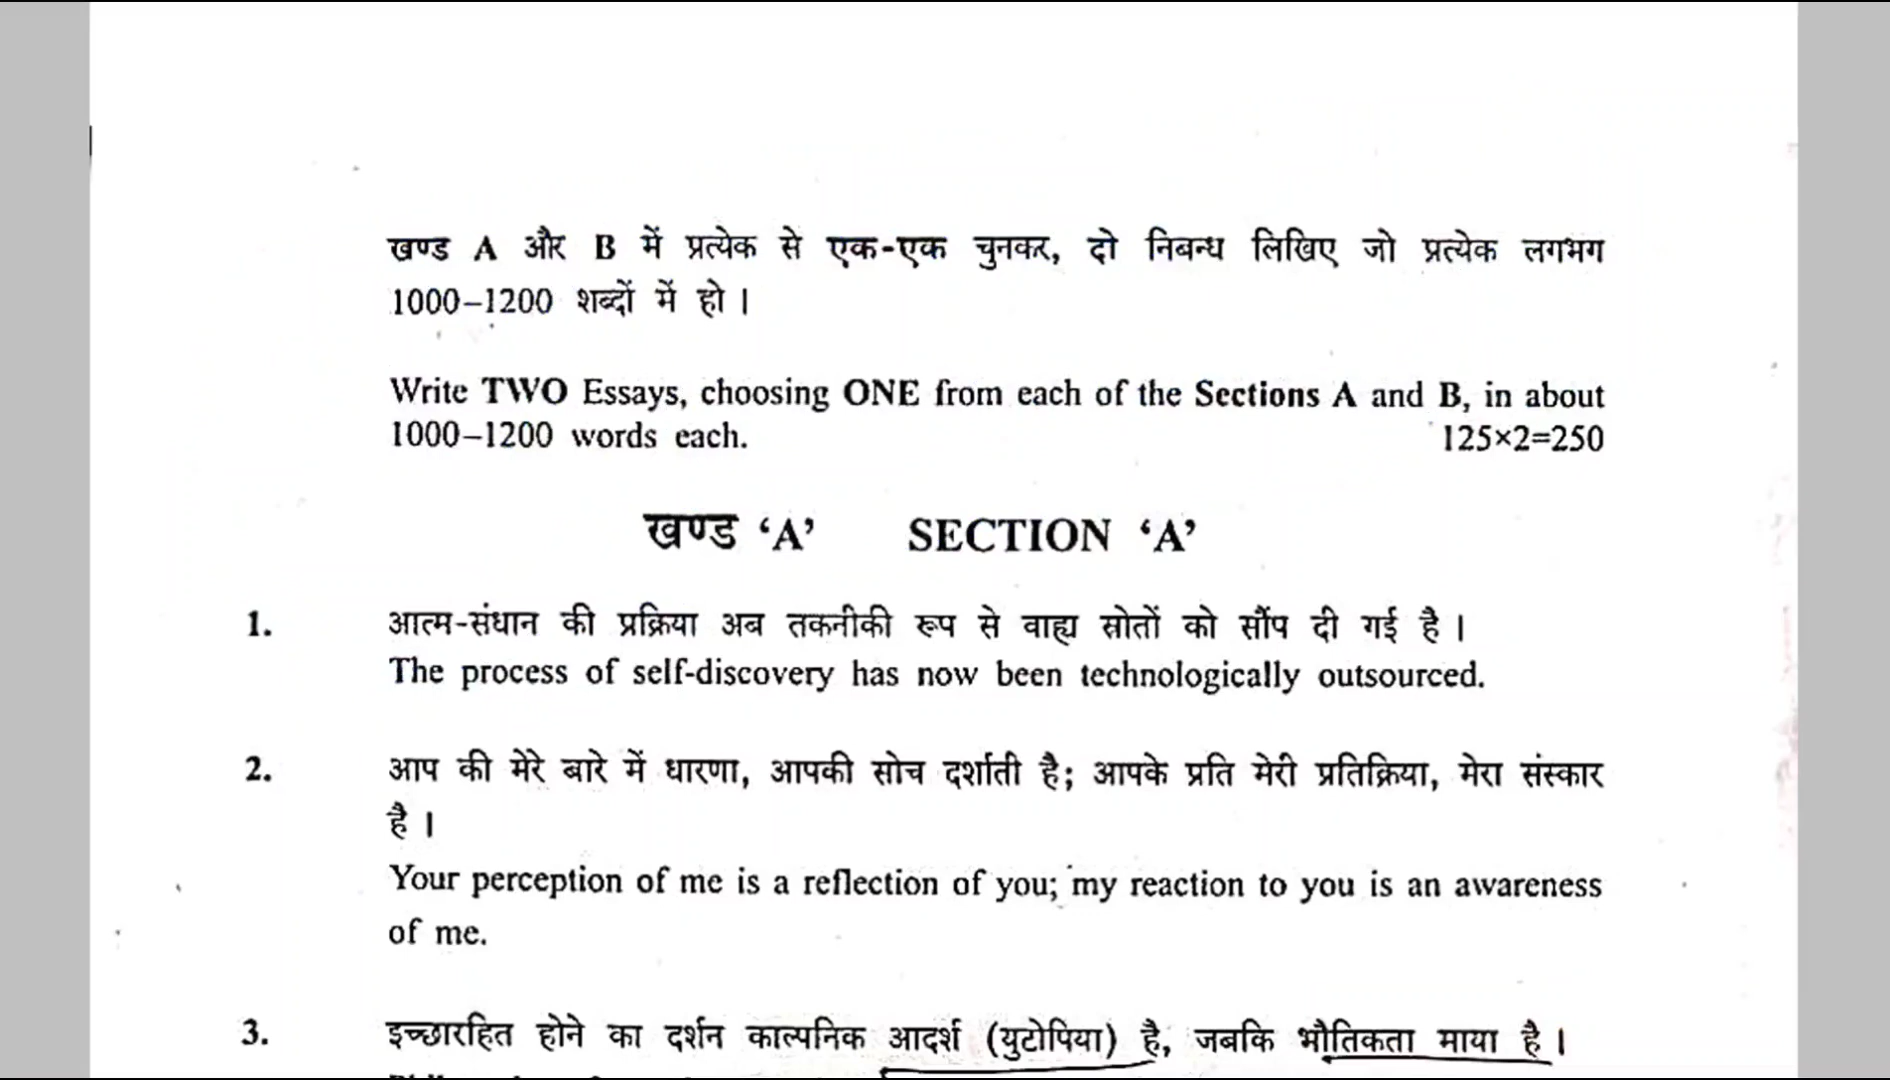 खण्ड A और B में प्रत्येक से एक-एक चुनकर, दो निबन्ध लिखिए जो प्रत्येक लगभग
1000–1200 शब्दों में हो ।
Write TWO Essays, choosing ONE from each of the Sections A and B, in about
1000–1200 words each. 125×2=250
खण्ड ‘A’ SECTION ‘A’
1. आत्म-संधान की प्रक्रिया अब तकनीकी रूप से वाह्य स्रोतों को सौंप दी गई है ।
The process of self-discovery has now been technologically outsourced.
2. आप की मेरे बारे में धारणा, आपकी सोच दर्शाती है; आपके प्रति मेरी प्रतिक्रिया, मेरा संस्कार
है ।
Your perception of me is a reflection of you; my reaction to you is an awareness
of me.
3. इच्छारहित होने का दर्शन काल्पनिक आदर्श (युटोपिया) है, जबकि भौतिकता माया है ।